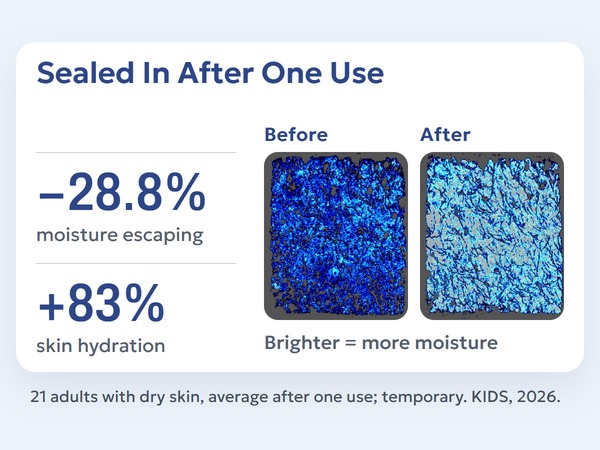 Sealed In After One Use
−28.8%
moisture escaping
+83%
skin hydration
Before
After
Brighter = more moisture
21 adults with dry skin, average after one use; temporary. KIDS, 2026.